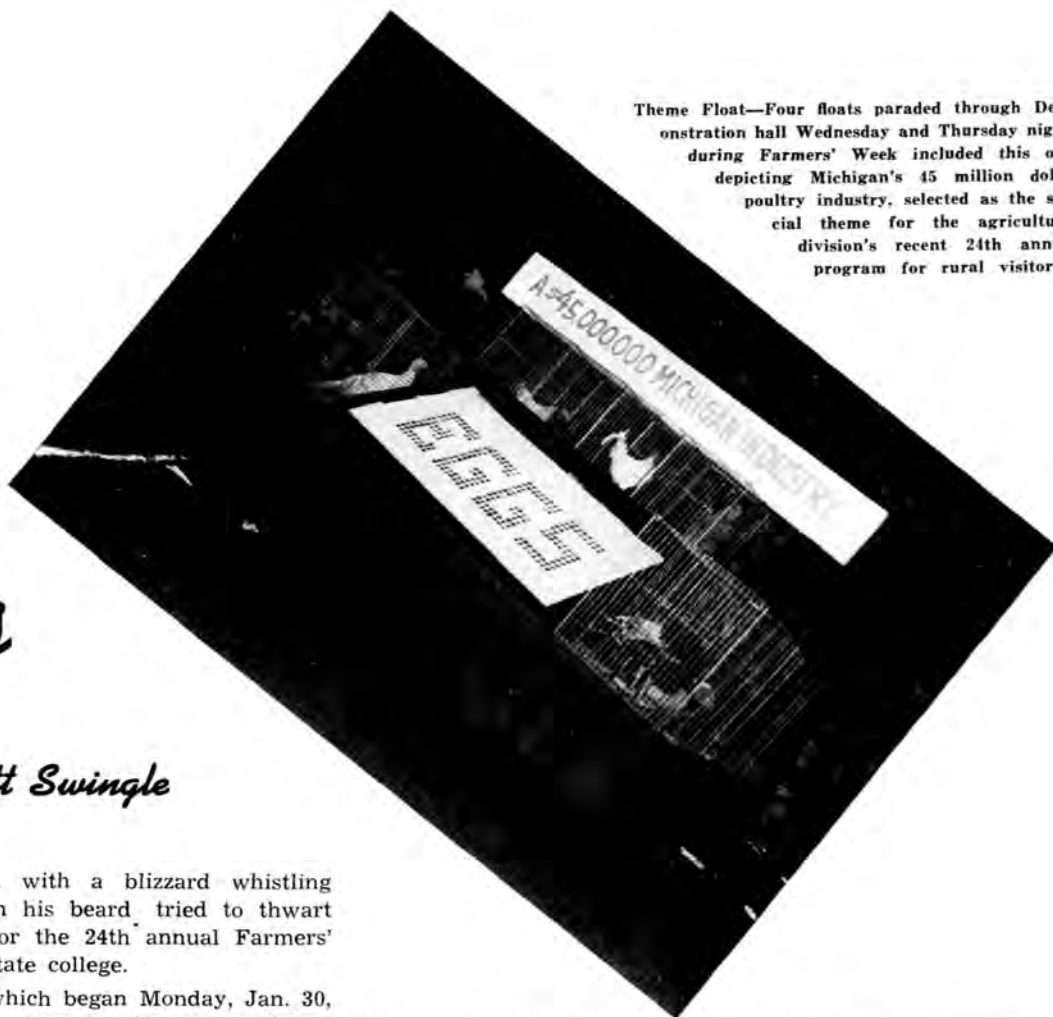 Theme Float—Four floats paraded through De
onstration hall Wednesday and Thursday nig
during Farmers' Week included this o
depicting Michigan's 45 million dol
poultry industry, selected as the s
cial theme for the agricultu
division's recent 24th ann
program for rural visitor
A $45,000,000 MICHIGAN INDUSTRY
EGGS
tt Swingle
with a blizzard whistling
his beard tried to thwart
or the 24th annual Farmers'
tate college.
which began Monday, Jan. 30,